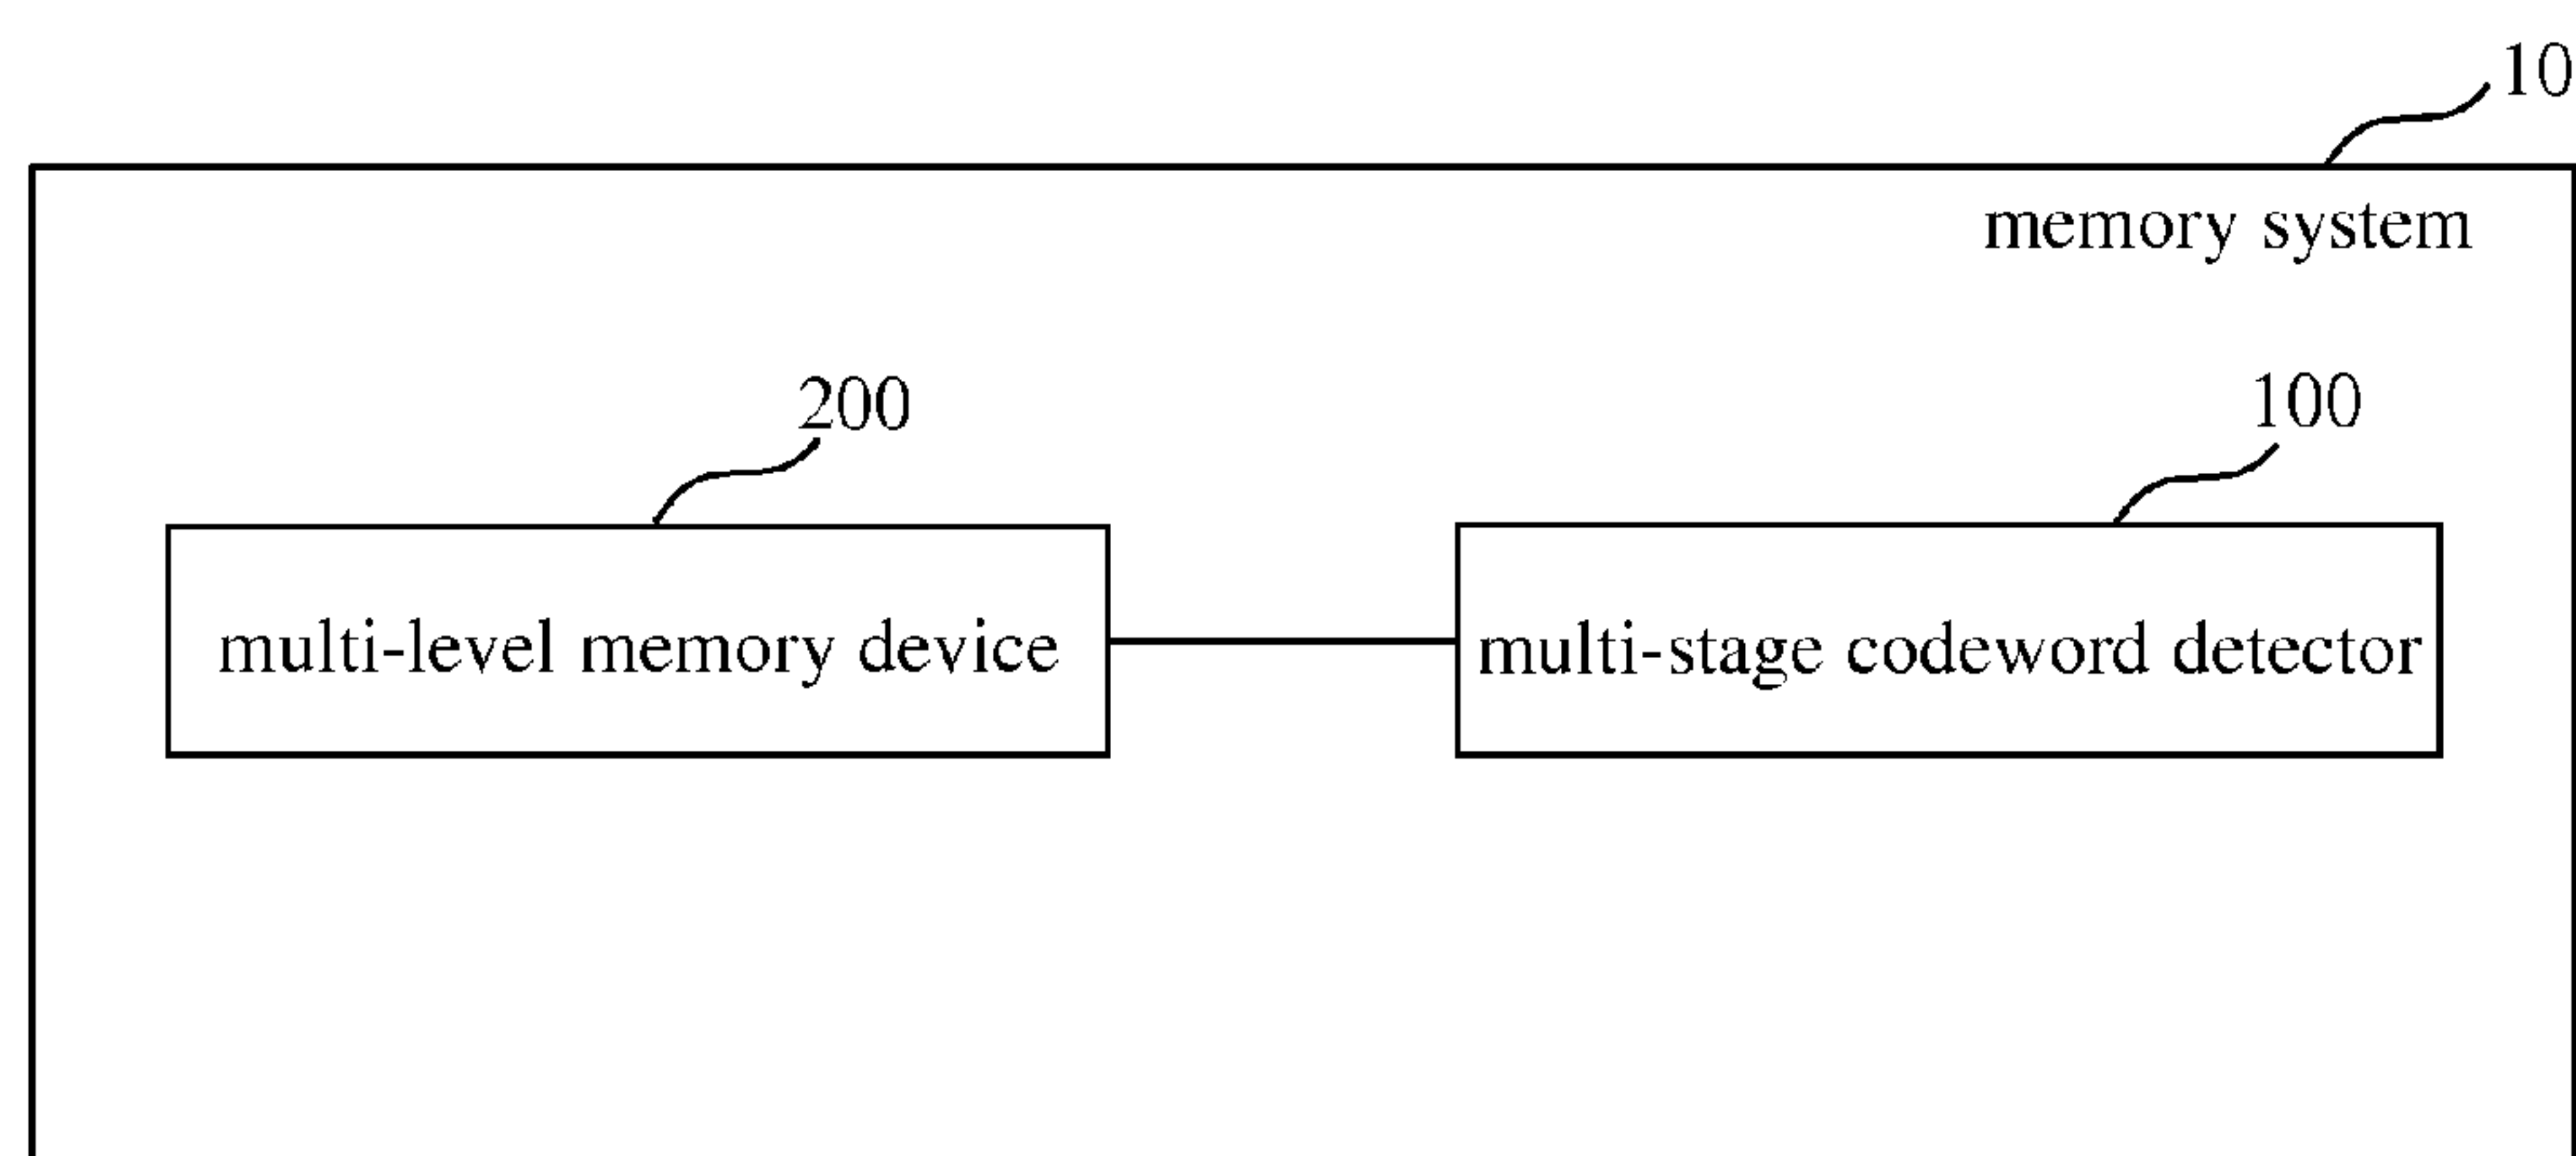 10
memory system
200
100
multi-level memory device
multi-stage codeword detector